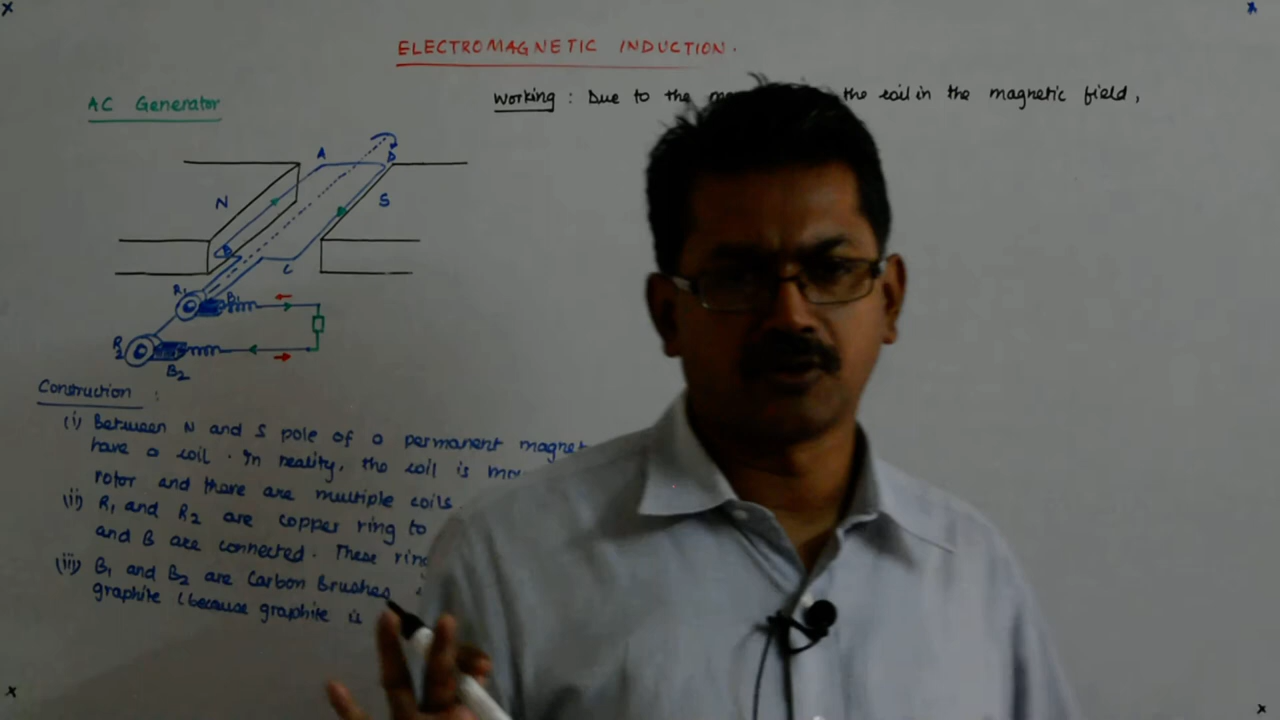 ELECTROMAGNETIC INDUCTION.
AC Generator
Working : Due to the the coil in the magnetic field,
A
D
N
S
B
C
R1
B1
R2
B2
Construction :
(i) Between N and S pole of a permanent magnet
have a coil. In reality, the coil is
rotor and there are multiple coils.
(ii) R1 and R2 are copper ring to
and B are connected. These
(iii) B1 and B2 are Carbon Brushes
graphite (because graphite is